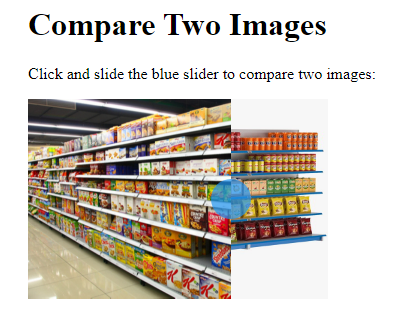 Compare Two Images
Click and slide the blue slider to compare two images: